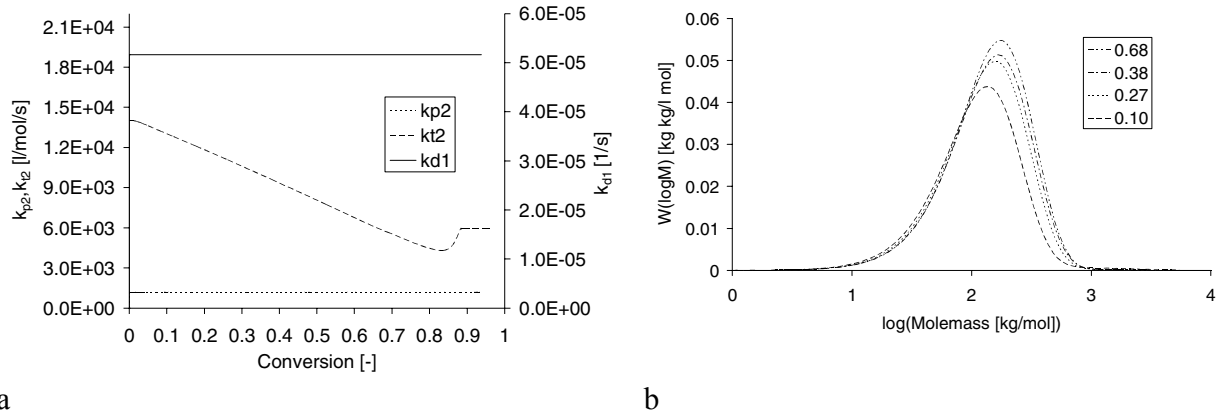 2.1E+04
1.8E+04
1.5E+04
1.2E+04
9.0E+03
6.0E+03
3.0E+03
0.0E+00
kp2,kt2 [l/mol/s]
6.0E-05
5.0E-05
4.0E-05
3.0E-05
2.0E-05
1.0E-05
0.0E+00
kd1 [1/s]
kp2
kt2
kd1
0 0.1 0.2 0.3 0.4 0.5 0.6 0.7 0.8 0.9 1
Conversion [-]
a
0.06
0.05
0.04
0.03
0.02
0.01
0
W(logM) [kg kg/l mol]
0.68
0.38
0.27
0.10
0 1 2 3 4
log(Molemass [kg/mol])
b